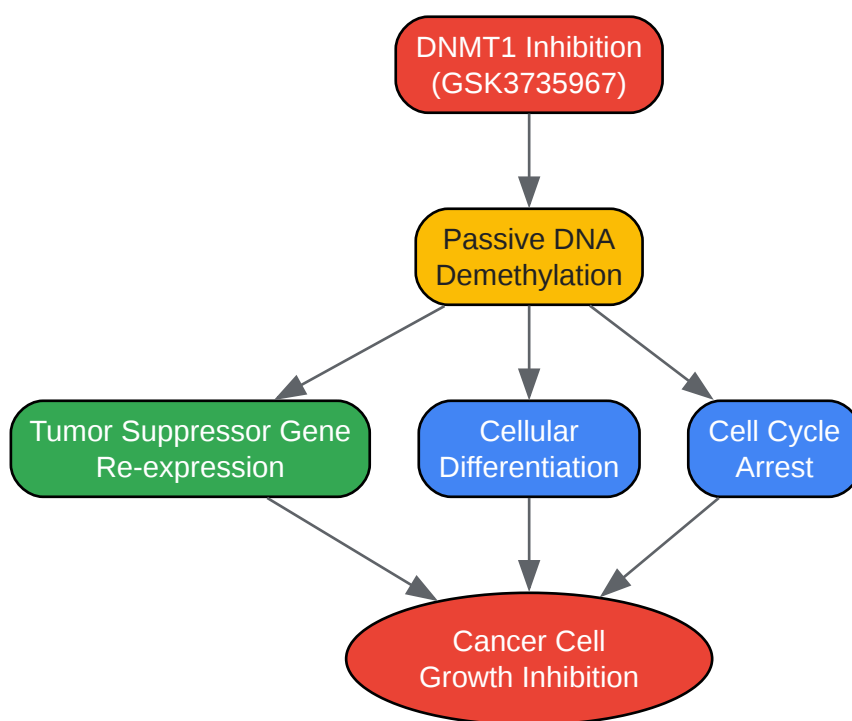 DNMT1 Inhibition
(GSK3735967)
Passive DNA
Demethylation
Tumor Suppressor Gene
Re-expression
Cellular
Differentiation
Cell Cycle
Arrest
Cancer Cell
Growth Inhibition